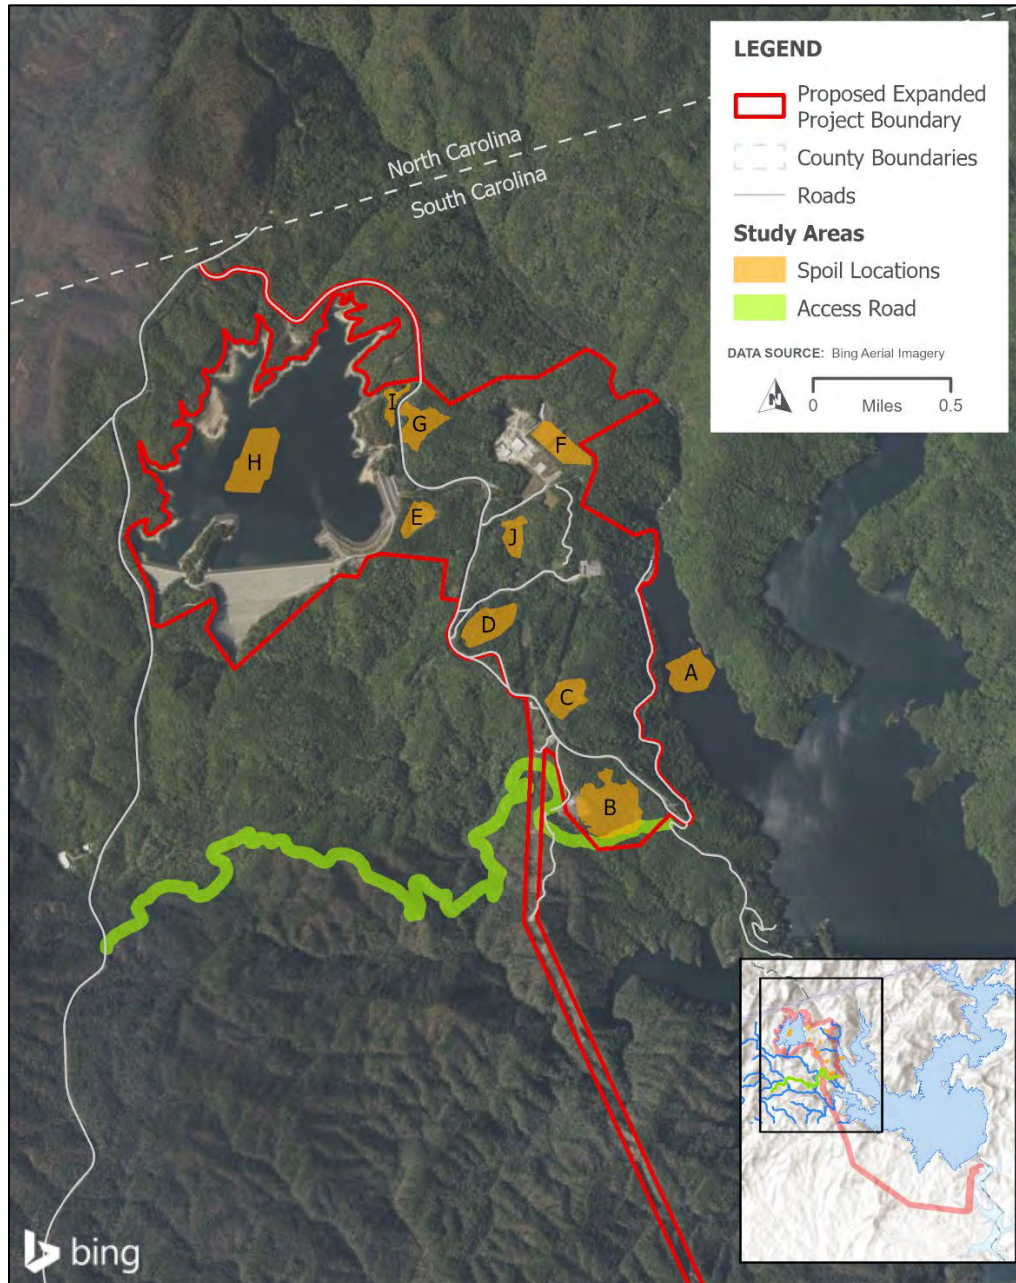 LEGEND
Proposed Expanded
Project Boundary
County Boundaries
Roads
Study Areas
Spoil Locations
Access Road
DATA SOURCE: Bing Aerial Imagery
N
0 Miles 0.5
North Carolina
South Carolina
I
G
F
H
E
J
D
A
C
B
bing